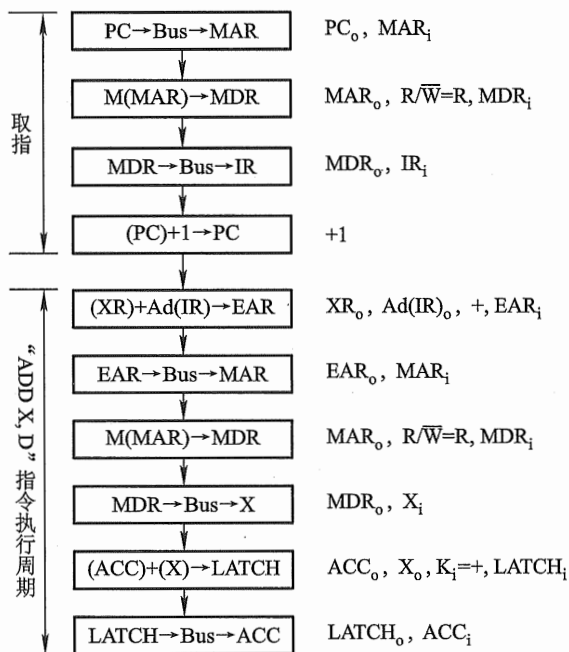 PC→Bus→MAR PCo, MARi
M(MAR)→MDR MARo, R/W̅=R, MDRi
取指
MDR→Bus→IR MDRo, IRi
(PC)+1→PC +1
(XR)+Ad(IR)→EAR XRo, Ad(IR)o, +, EARi
EAR→Bus→MAR EARo, MARi
M(MAR)→MDR MARo, R/W̅=R, MDRi
“ADD X, D”指令执行周期
MDR→Bus→X MDRo, Xi
(ACC)+(X)→LATCH ACCo, Xo, Ki=+, LATCHi
LATCH→Bus→ACC LATCHo, ACCi